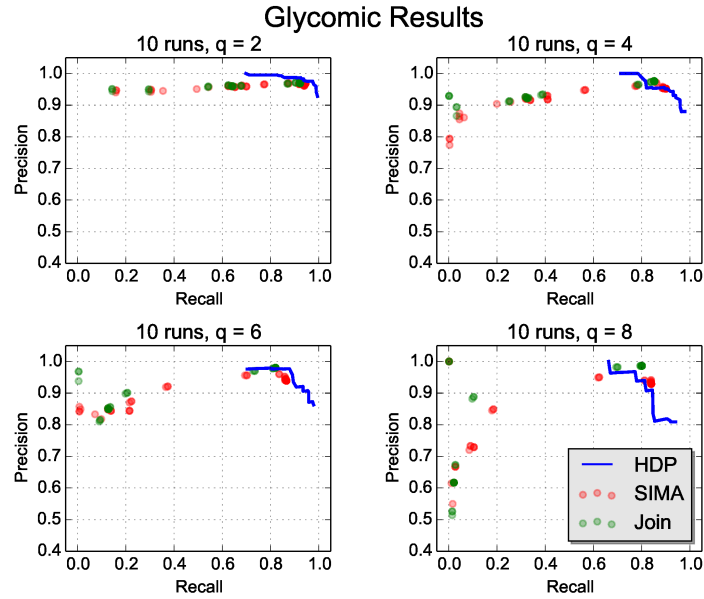 Glycomic Results
10 runs, q = 2
1.0
0.9
0.8
0.7
0.6
0.5
0.4
Precision
0.0 0.2 0.4 0.6 0.8 1.0
Recall
10 runs, q = 4
1.0
0.9
0.8
0.7
0.6
0.5
0.4
Precision
0.0 0.2 0.4 0.6 0.8 1.0
Recall
10 runs, q = 6
1.0
0.9
0.8
0.7
0.6
0.5
0.4
Precision
0.0 0.2 0.4 0.6 0.8 1.0
Recall
10 runs, q = 8
1.0
0.9
0.8
0.7
0.6
0.5
0.4
Precision
0.0 0.2 0.4 0.6 0.8 1.0
Recall
HDP
SIMA
Join